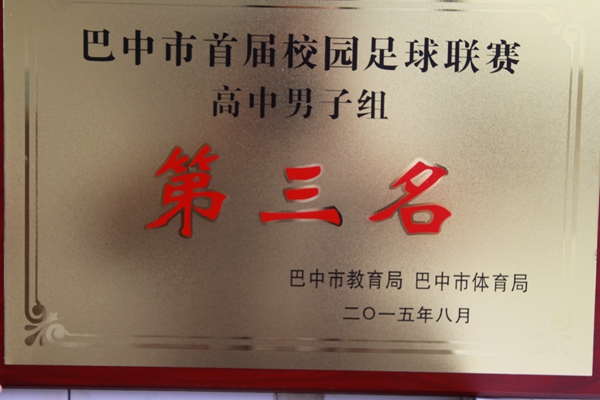 巴中市首届校园足球联赛
高中男子组
第三名
巴中市教育局 巴中市体育局
二〇一五年八月